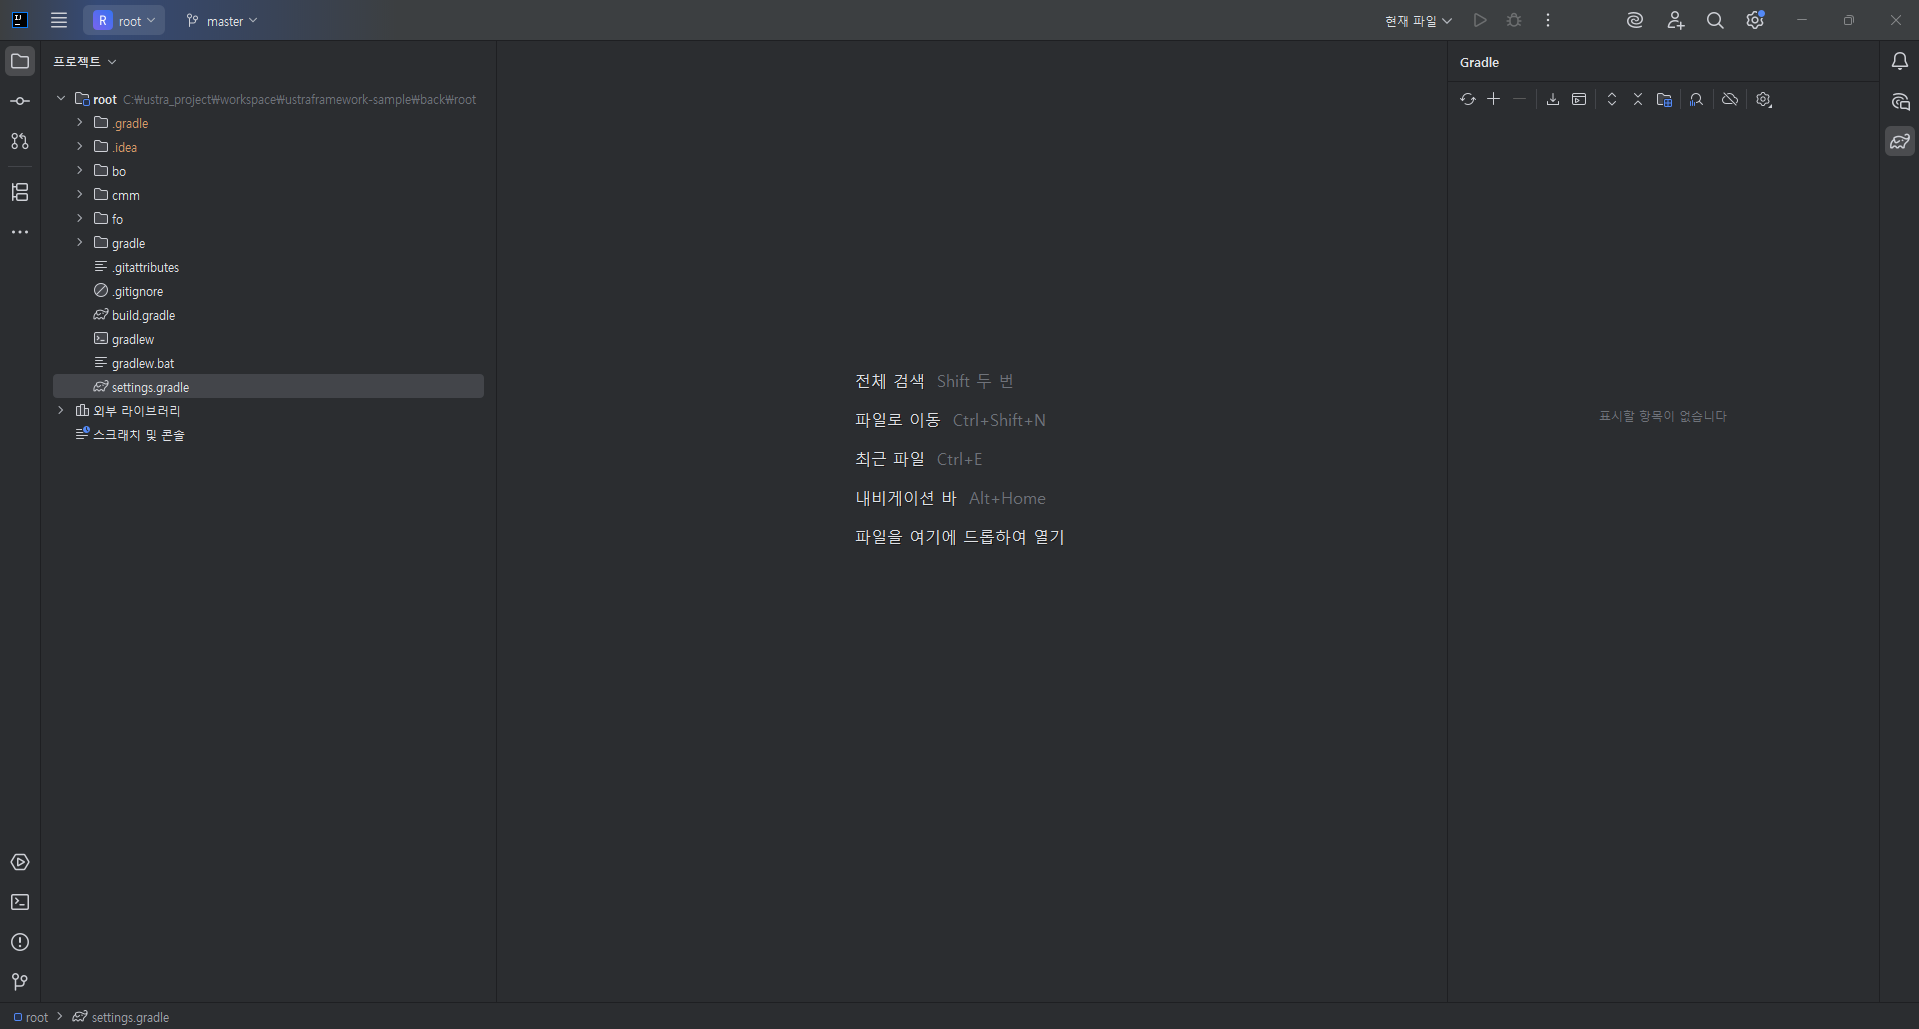 R root
master
현재 파일
프로젝트
root C:₩ustra_project₩workspace₩ustraframework-sample₩back₩root
.gradle
.idea
bo
cmm
fo
gradle
.gitattributes
.gitignore
build.gradle
gradlew
gradlew.bat
settings.gradle
외부 라이브러리
스크래치 및 콘솔
전체 검색 Shift 두 번
파일로 이동 Ctrl+Shift+N
최근 파일 Ctrl+E
내비게이션 바 Alt+Home
파일을 여기에 드롭하여 열기
Gradle
표시할 항목이 없습니다
root
settings.gradle